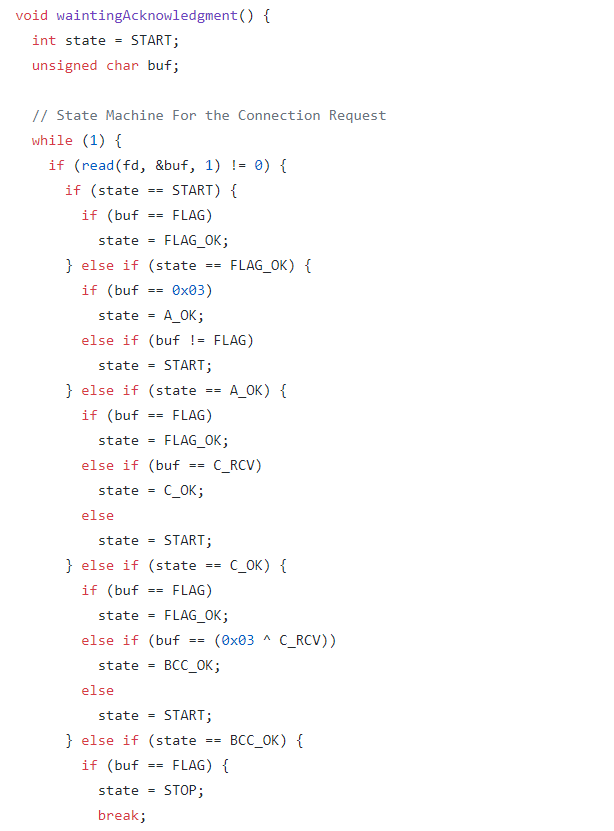 void waintingAcknowledgment() {
  int state = START;
  unsigned char buf;

  // State Machine For the Connection Request
  while (1) {
    if (read(fd, &buf, 1) != 0) {
      if (state == START) {
        if (buf == FLAG)
          state = FLAG_OK;
      } else if (state == FLAG_OK) {
        if (buf == 0x03)
          state = A_OK;
        else if (buf != FLAG)
          state = START;
      } else if (state == A_OK) {
        if (buf == FLAG)
          state = FLAG_OK;
        else if (buf == C_RCV)
          state = C_OK;
        else
          state = START;
      } else if (state == C_OK) {
        if (buf == FLAG)
          state = FLAG_OK;
        else if (buf == (0x03 ^ C_RCV))
          state = BCC_OK;
        else
          state = START;
      } else if (state == BCC_OK) {
        if (buf == FLAG) {
          state = STOP;
          break;